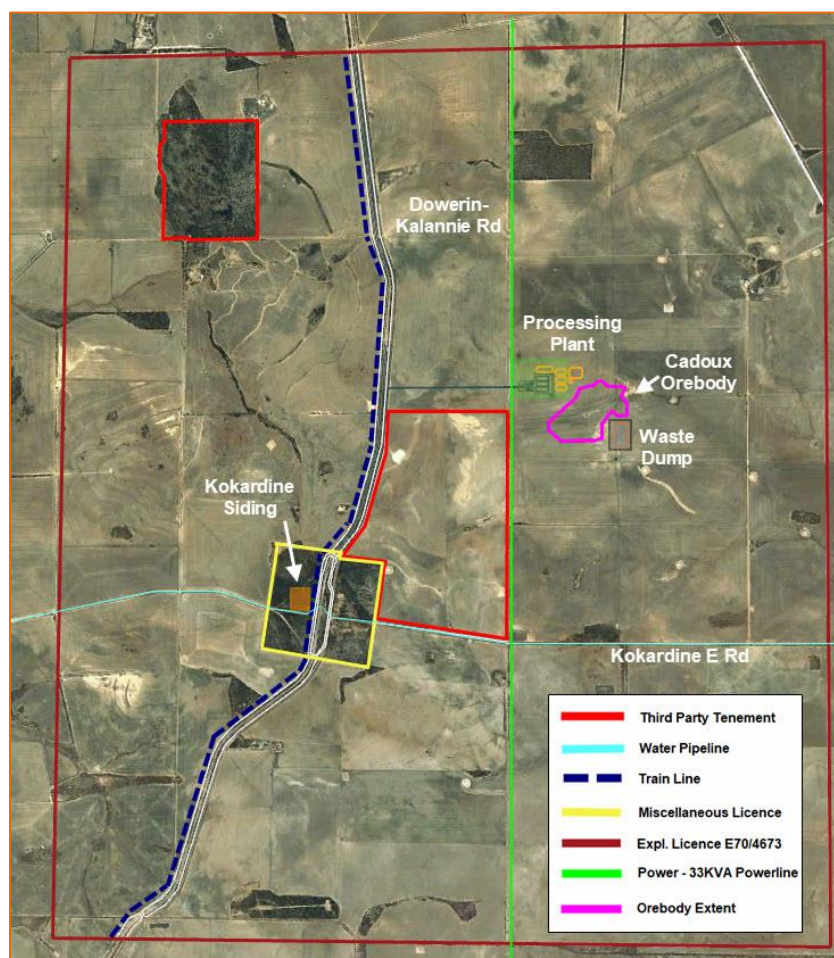 Dowerin-
Kalannie Rd
Processing
Plant
Cadoux
Orebody
Waste
Dump
Kokardine
Siding
Kokardine E Rd
Third Party Tenement
Water Pipeline
Train Line
Miscellaneous Licence
Expl. Licence E70/4673
Power - 33KVA Powerline
Orebody Extent